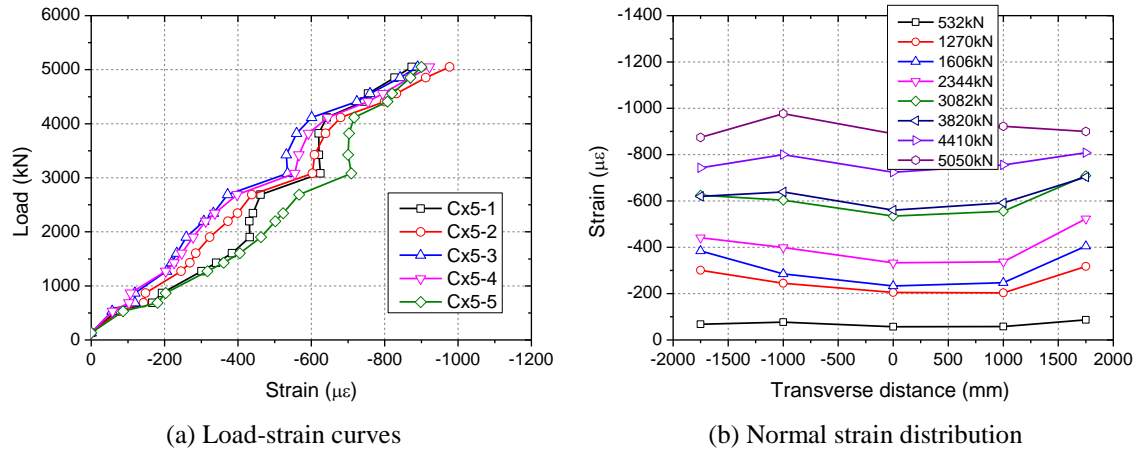 6000
5000
4000
3000
2000
1000
0
0 -200 -400 -600 -800 -1000 -1200
Load (kN)
Strain (με)
Cx5-1
Cx5-2
Cx5-3
Cx5-4
Cx5-5
(a) Load-strain curves
-1400
-1200
-1000
-800
-600
-400
-200
0
-2000 -1500 -1000 -500 0 500 1000 1500 2000
Strain (με)
Transverse distance (mm)
532kN
1270kN
1606kN
2344kN
3082kN
3820kN
4410kN
5050kN
(b) Normal strain distribution